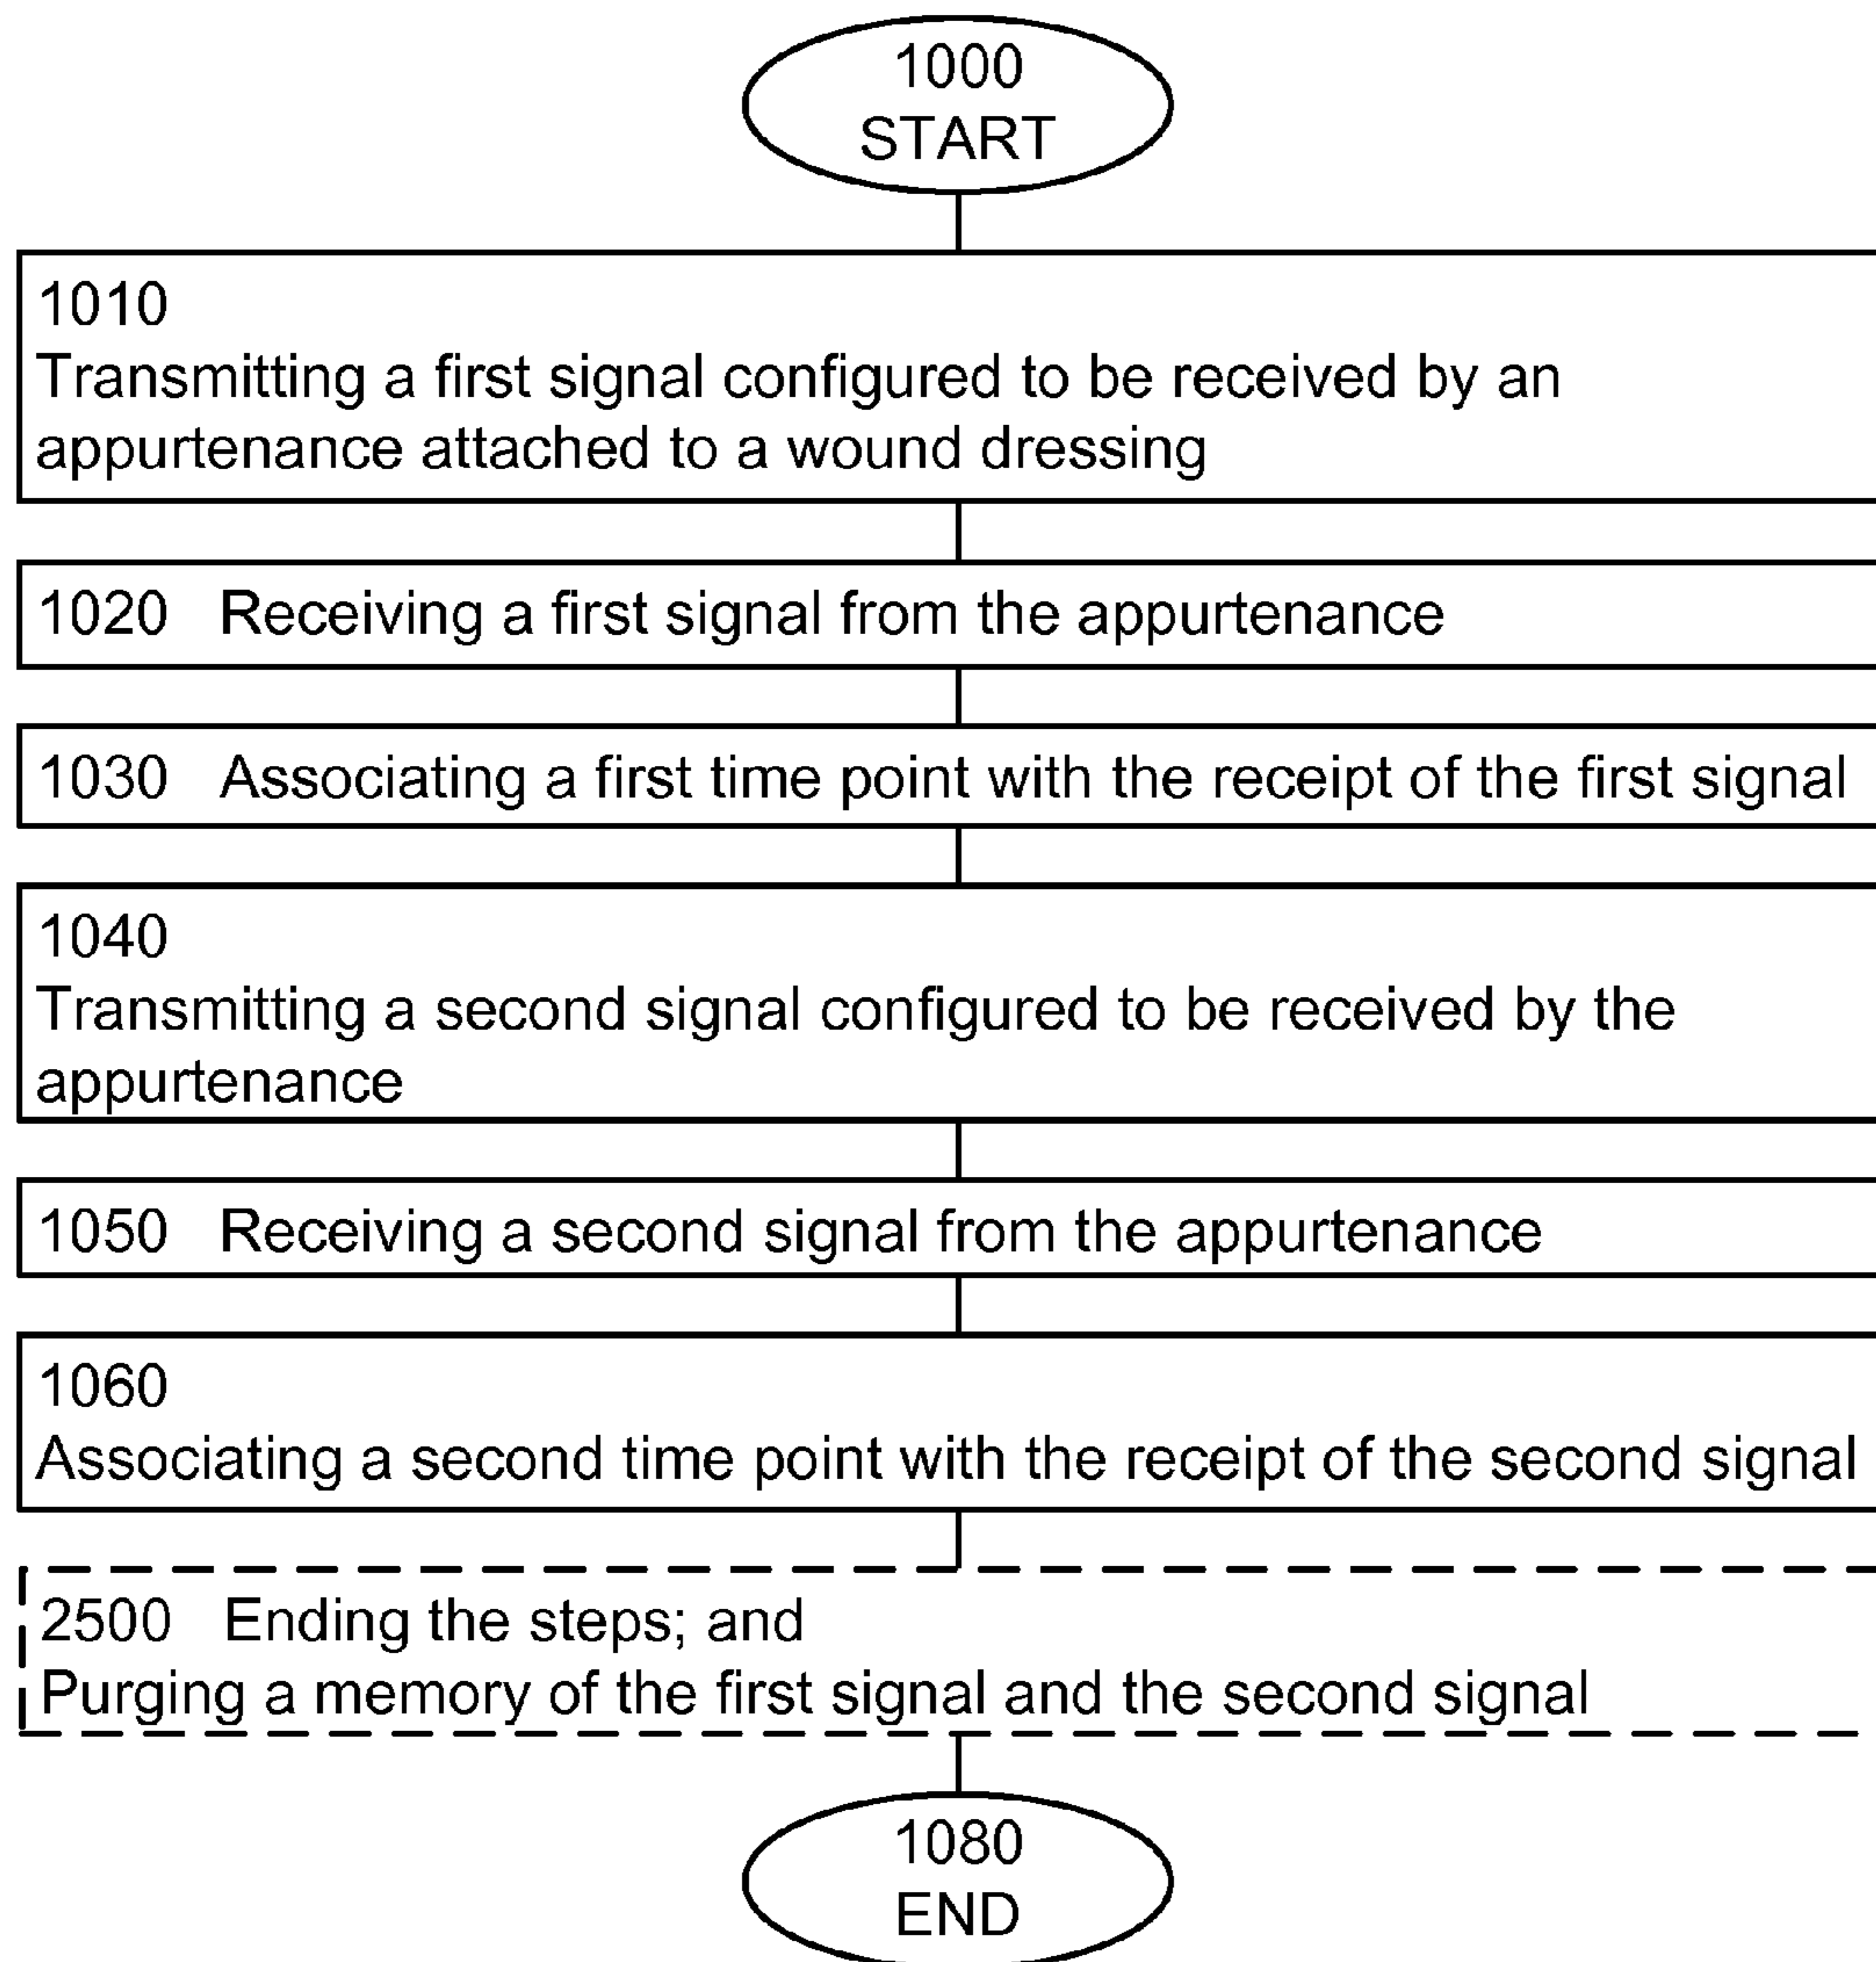 1000
START
1010
Transmitting a first signal configured to be received by an
appurtenance attached to a wound dressing
1020 Receiving a first signal from the appurtenance
1030 Associating a first time point with the receipt of the first signal
1040
Transmitting a second signal configured to be received by the
appurtenance
1050 Receiving a second signal from the appurtenance
1060
Associating a second time point with the receipt of the second signal
2500 Ending the steps; and
Purging a memory of the first signal and the second signal
1080
END